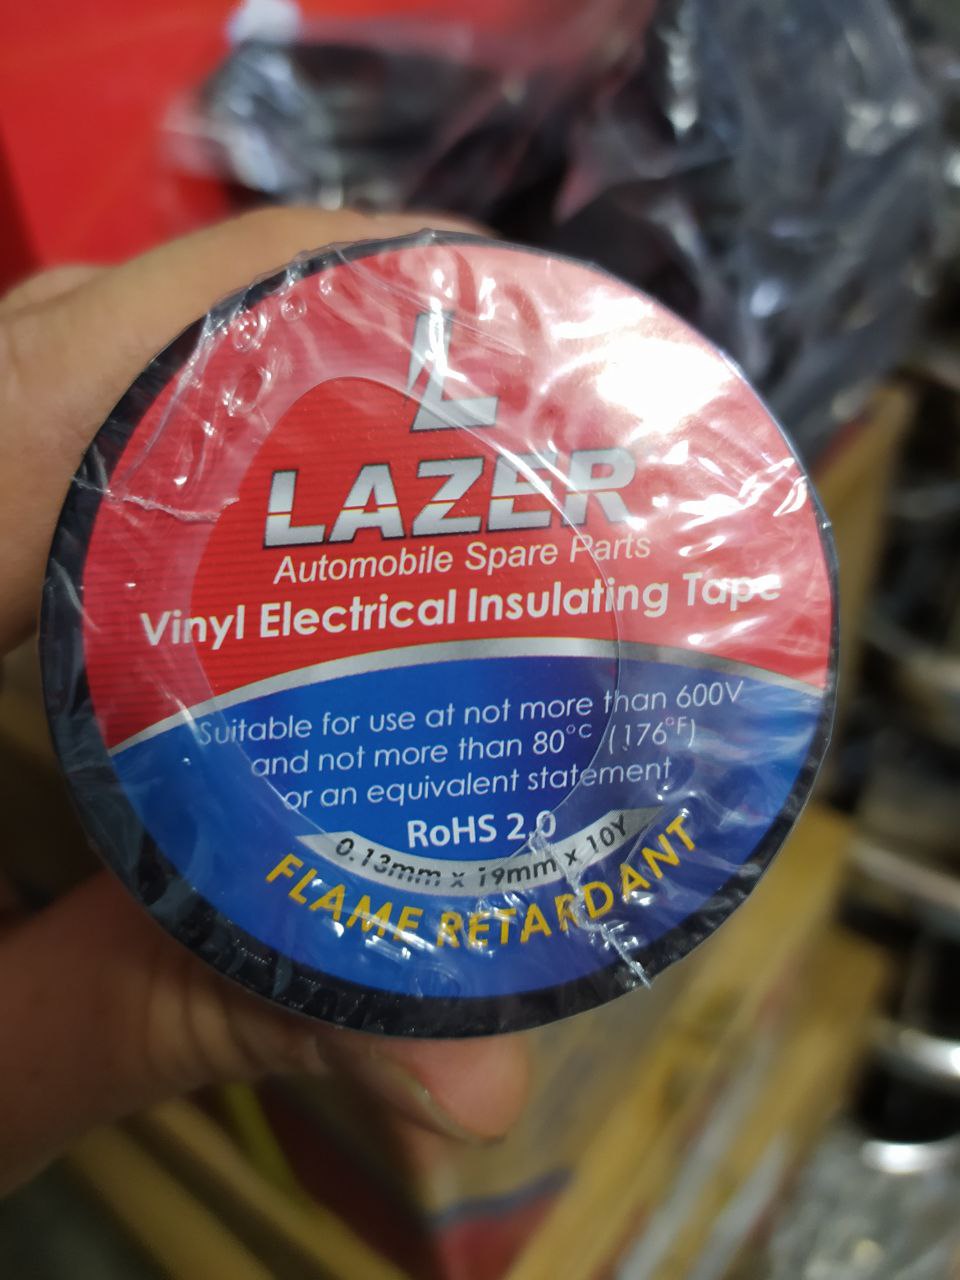 L
LAZER
Automobile Spare Parts
Vinyl Electrical Insulating Tape
Suitable for use at not more than 600V
and not more than 80°C (176°F)
or an equivalent statement
RoHS 2.0
0.13mm x 19mm x 10Y
FLAME RETARDANT